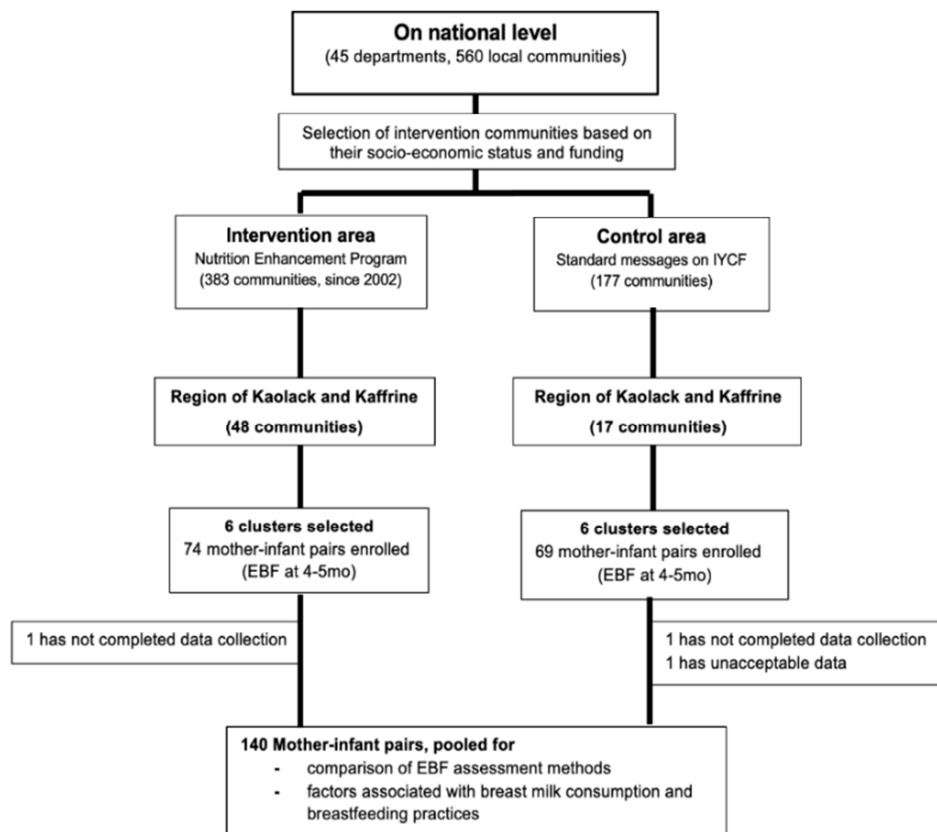 On national level
(45 departments, 560 local communities)
Selection of intervention communities based on
their socio-economic status and funding
Intervention area
Nutrition Enhancement Program
(383 communities, since 2002)
Control area
Standard messages on IYCF
(177 communities)
Region of Kaolack and Kaffrine
(48 communities)
Region of Kaolack and Kaffrine
(17 communities)
6 clusters selected
74 mother-infant pairs enrolled
(EBF at 4-5mo)
6 clusters selected
69 mother-infant pairs enrolled
(EBF at 4-5mo)
1 has not completed data collection
1 has not completed data collection
1 has unacceptable data
140 Mother-infant pairs, pooled for
- comparison of EBF assessment methods
- factors associated with breast milk consumption and
breastfeeding practices